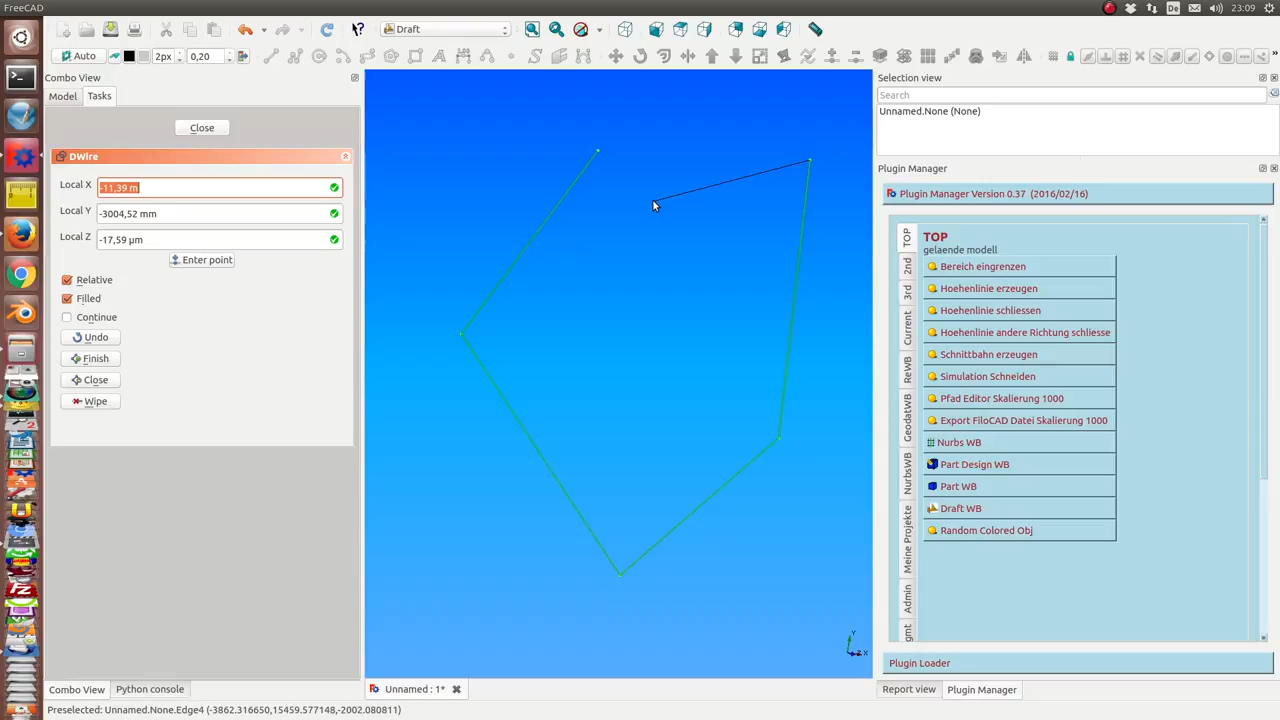 FreeCAD
De
23:09
Draft
Auto
2px
0,20
Combo View
Selection view
Model
Tasks
Search
Unnamed.None (None)
Close
DWire
Plugin Manager
Local X
-11,39 m
Plugin Manager Version 0.37 (2016/02/16)
Local Y
-3004,52 mm
Local Z
-17,59 µm
Enter point
Relative
Filled
Continue
Undo
Finish
Close
Wipe
TOP
2nd
3rd
Current
ReWB
GeodatWB
NurbsWB
Meine Projekte
Admin
gmt
TOP
gelaende modell
Bereich eingrenzen
Hoehenlinie erzeugen
Hoehenlinie schliessen
Hoehenlinie andere Richtung schliesse
Schnittbahn erzeugen
Simulation Schneiden
Pfad Editor Skalierung 1000
Export FiloCAD Datei Skalierung 1000
Nurbs WB
Part Design WB
Part WB
Draft WB
Random Colored Obj
Y
Z X
Plugin Loader
Combo View
Python console
Unnamed : 1*
Report view
Plugin Manager
Preselected: Unnamed.None.Edge4 (-3862.316650,15459.577148,-2002.080811)